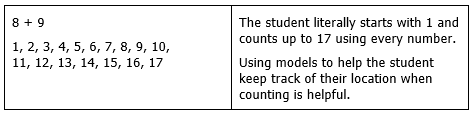 8 + 9
1, 2, 3, 4, 5, 6, 7, 8, 9, 10,
11, 12, 13, 14, 15, 16, 17
The student literally starts with 1 and
counts up to 17 using every number.
Using models to help the student
keep track of their location when
counting is helpful.